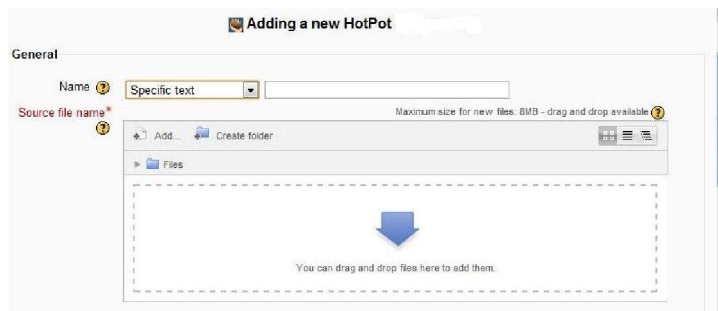 Adding a new HotPot
General
Name
Specific text
Source file name*
Maximum size for new files: 8MB - drag and drop available
Add... Create folder
Files
You can drag and drop files here to add them.